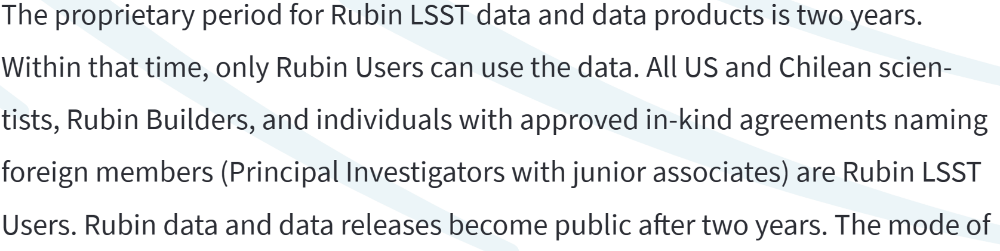 The proprietary period for Rubin LSST data and data products is two years.
Within that time, only Rubin Users can use the data. All US and Chilean scien-
tists, Rubin Builders, and individuals with approved in-kind agreements naming
foreign members (Principal Investigators with junior associates) are Rubin LSST
Users. Rubin data and data releases become public after two years. The mode of